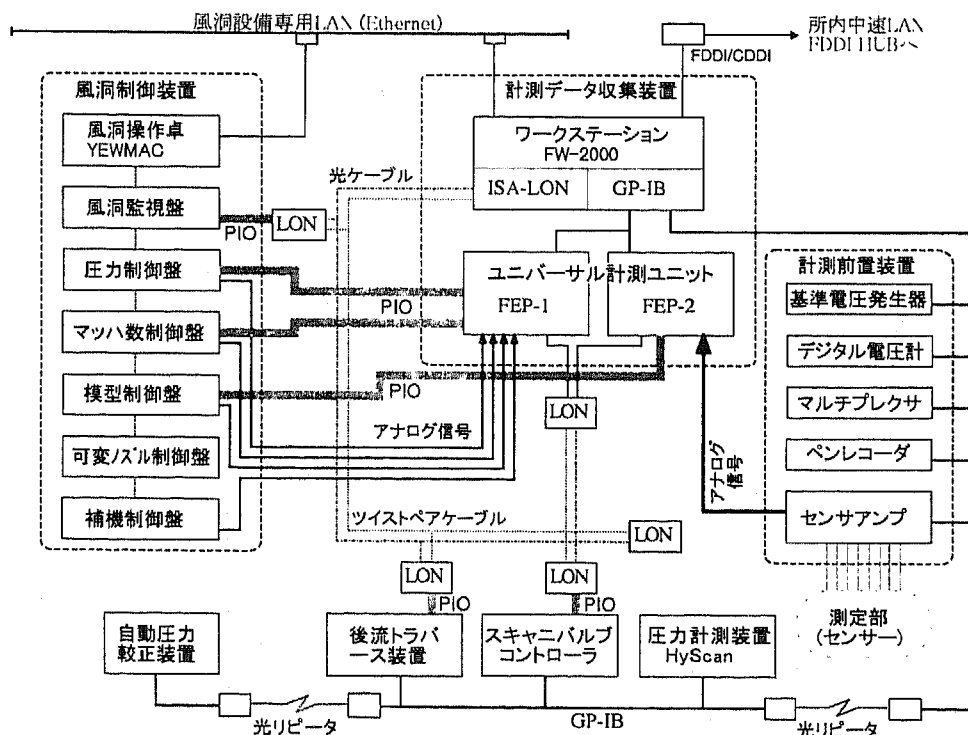 風洞設備専用LAN (Ethernet)
所内中速LAN
FDDI HUBへ
FDDI/CDDI
風洞制御装置
計測データ収集装置
風洞操作卓
YEWMAC
ワークステーション
FW-2000
ISA-LON
GP-IB
光ケーブル
風洞監視盤
PIO
LON
圧力制御盤
ユニバーサル計測ユニット
FEP-1
FEP-2
計測前置装置
基準電圧発生器
PIO
マッハ数制御盤
デジタル電圧計
模型制御盤
PIO
マルチプレクサ
LON
アナログ信号
可変ノズル制御盤
アナログ
信号
ペンレコーダ
補機制御盤
ツイストペアケーブル
センサアンプ
LON
LON
LON
PIO
PIO
測定部
(センサー)
自動圧力
較正装置
後流トラバ
ース装置
スキャニバルブ
コントローラ
圧力計測装置
HyScan
光リピータ
GP-IB
光リピータ